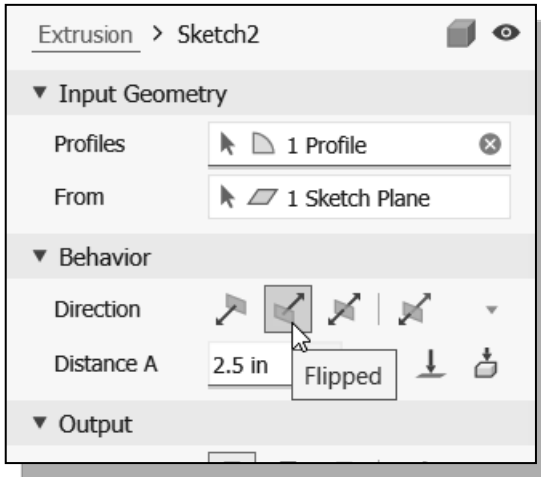 Extrusion > Sketch2
Input Geometry
Profiles 1 Profile
From 1 Sketch Plane
Behavior
Direction
Distance A 2.5 in Flipped
Output